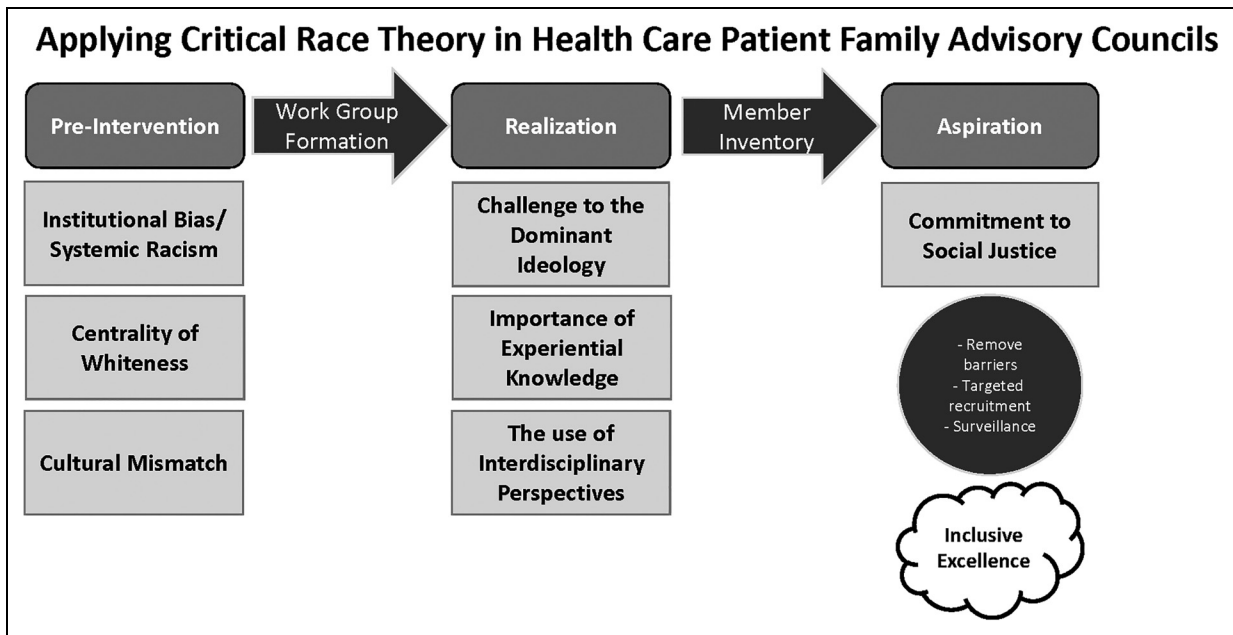 Applying Critical Race Theory in Health Care Patient Family Advisory Councils
Pre-Intervention
Work Group
Formation
Realization
Member
Inventory
Aspiration
Institutional Bias/
Systemic Racism
Centrality of
Whiteness
Cultural Mismatch
Challenge to the
Dominant
Ideology
Importance of
Experiential
Knowledge
The use of
Interdisciplinary
Perspectives
Commitment to
Social Justice
- Remove
barriers
- Targeted
recruitment
- Surveillance
Inclusive
Excellence